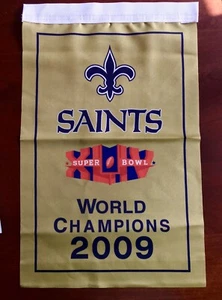 SAINTS
SUPER BOWL
XLIV
WORLD
CHAMPIONS
2009